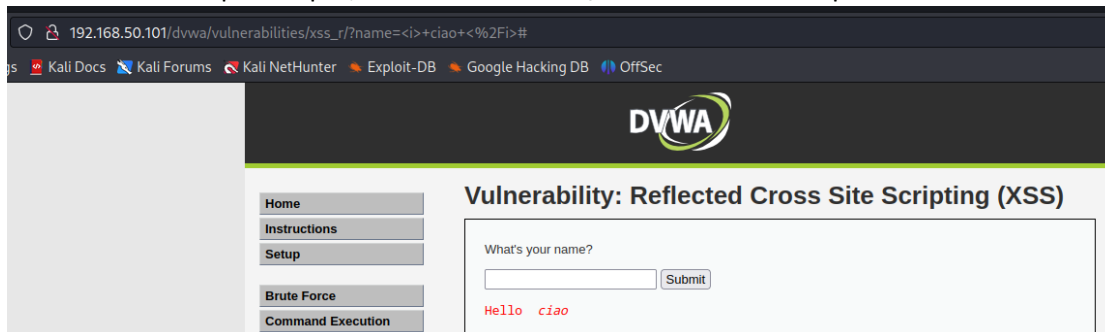 192.168.50.101/dvwa/vulnerabilities/xss_r/?name=<i>+ciao+<%2Fi>#
Kali Docs Kali Forums Kali NetHunter Exploit-DB Google Hacking DB OffSec
DVWA
Vulnerability: Reflected Cross Site Scripting (XSS)
Home
Instructions
Setup
Brute Force
Command Execution
What's your name?
Submit
Hello ciao